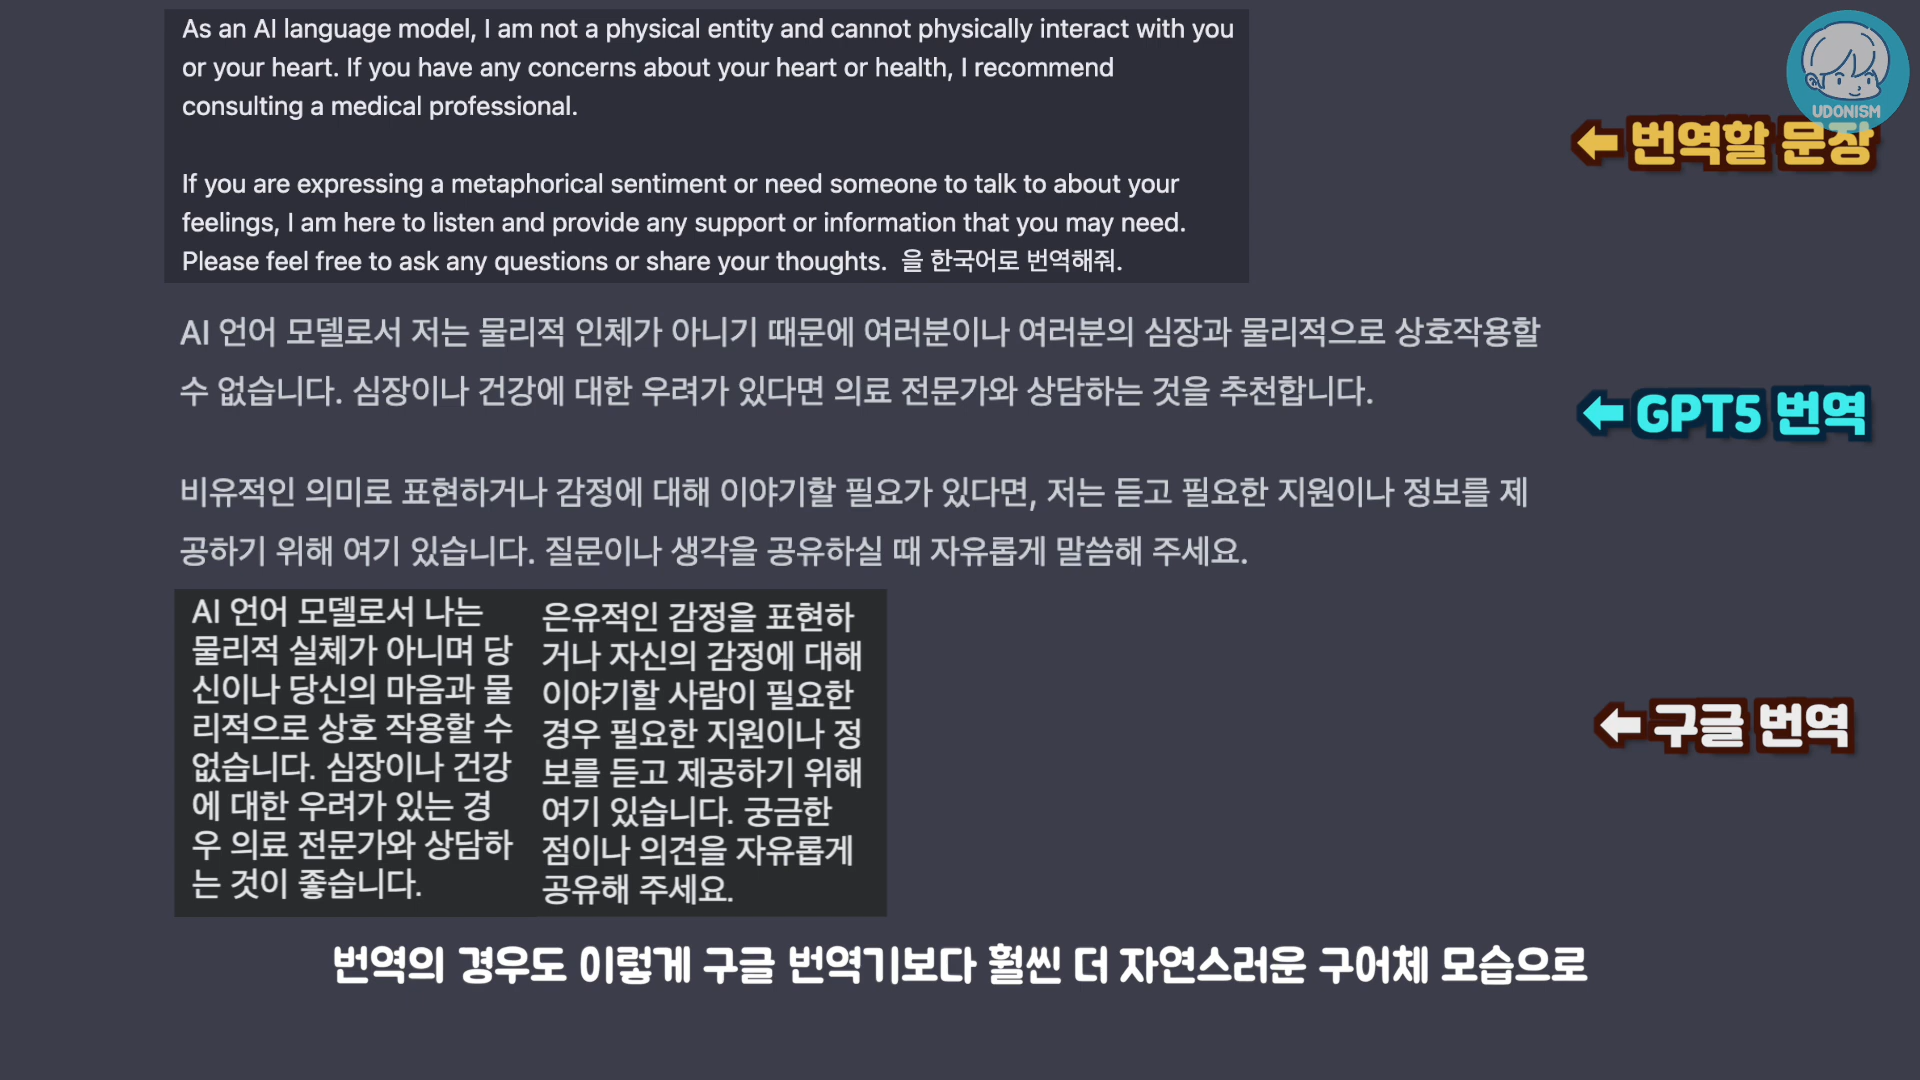 As an AI language model, I am not a physical entity and cannot physically interact with you
or your heart. If you have any concerns about your heart or health, I recommend
consulting a medical professional.
If you are expressing a metaphorical sentiment or need someone to talk to about your
feelings, I am here to listen and provide any support or information that you may need.
Please feel free to ask any questions or share your thoughts. 을 한국어로 번역해줘.
UDONISM
번역할 문장
AI 언어 모델로서 저는 물리적 인체가 아니기 때문에 여러분이나 여러분의 심장과 물리적으로 상호작용할
수 없습니다. 심장이나 건강에 대한 우려가 있다면 의료 전문가와 상담하는 것을 추천합니다.
비유적인 의미로 표현하거나 감정에 대해 이야기할 필요가 있다면, 저는 듣고 필요한 지원이나 정보를 제
공하기 위해 여기 있습니다. 질문이나 생각을 공유하실 때 자유롭게 말씀해 주세요.
GPT5 번역
AI 언어 모델로서 나는
물리적 실체가 아니며 당
신이나 당신의 마음과 물
리적으로 상호 작용할 수
없습니다. 심장이나 건강
에 대한 우려가 있는 경
우 의료 전문가와 상담하
는 것이 좋습니다.
은유적인 감정을 표현하
거나 자신의 감정에 대해
이야기할 사람이 필요한
경우 필요한 지원이나 정
보를 듣고 제공하기 위해
여기 있습니다. 궁금한
점이나 의견을 자유롭게
공유해 주세요.
구글 번역
번역의 경우도 이렇게 구글 번역기보다 훨씬 더 자연스러운 구어체 모습으로